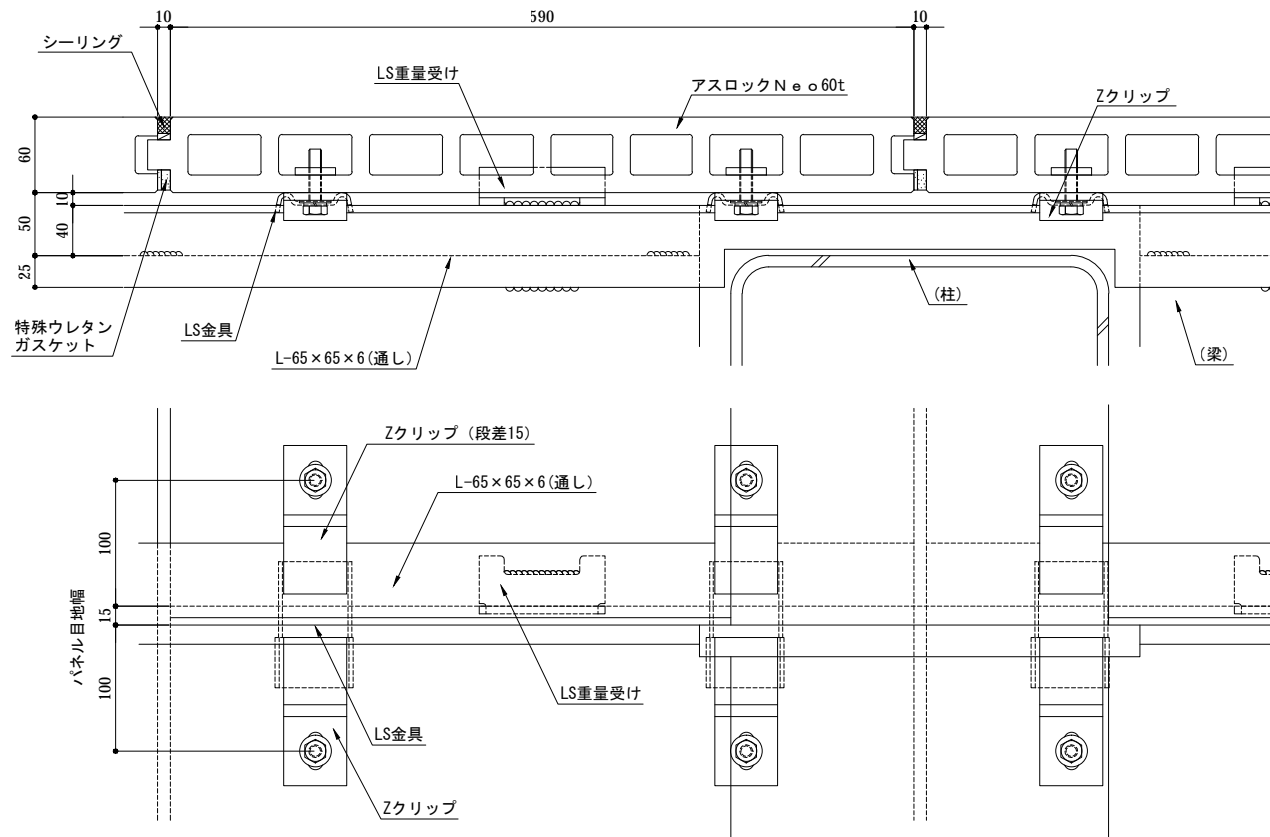 10
590
10
シーリング
LS重量受け
アスロックＮｅｏ60t
Zクリップ
60
10
50
40
25
特殊ウレタン
ガスケット
LS金具
L-65×65×6(通し)
(柱)
(梁)
Zクリップ（段差15）
L-65×65×6(通し)
100
15
パネル目地幅
100
LS重量受け
LS金具
Zクリップ